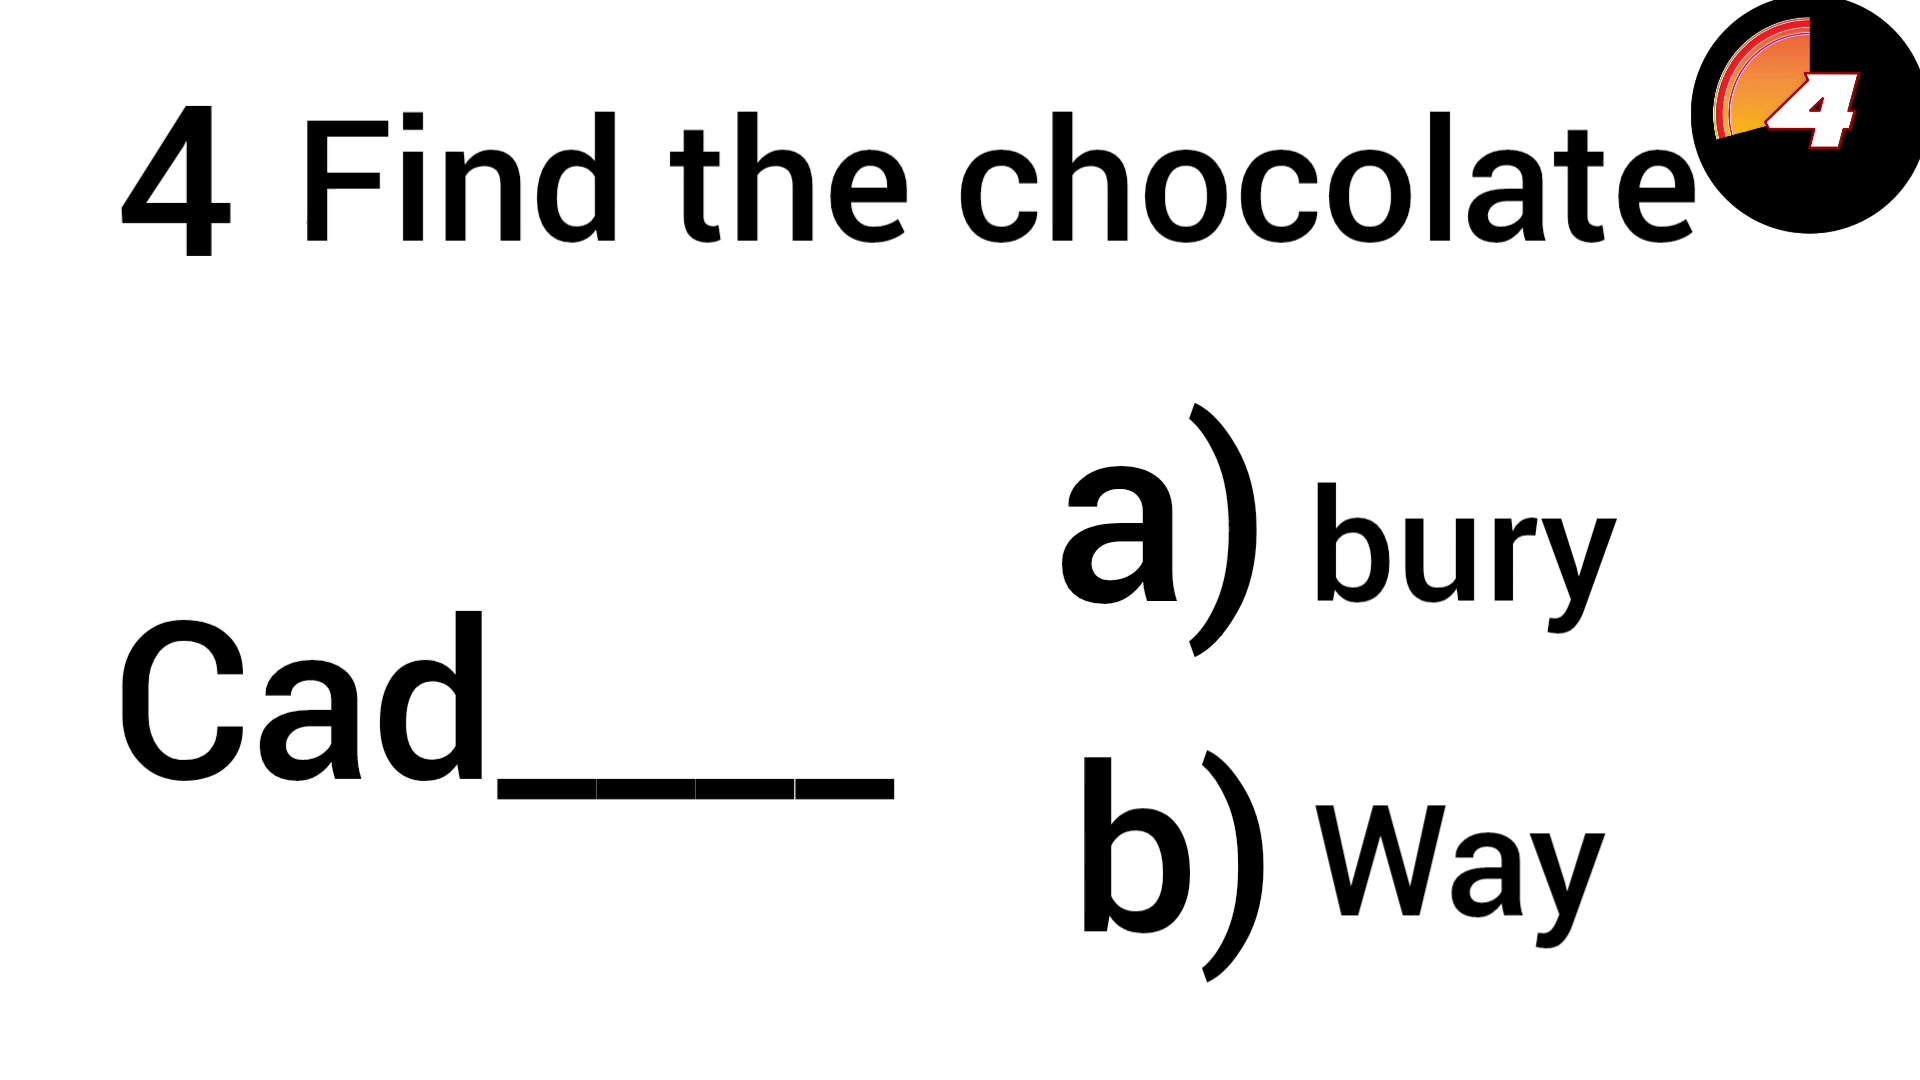 4 Find the chocolate
4
Cad____
a) bury
b) Way